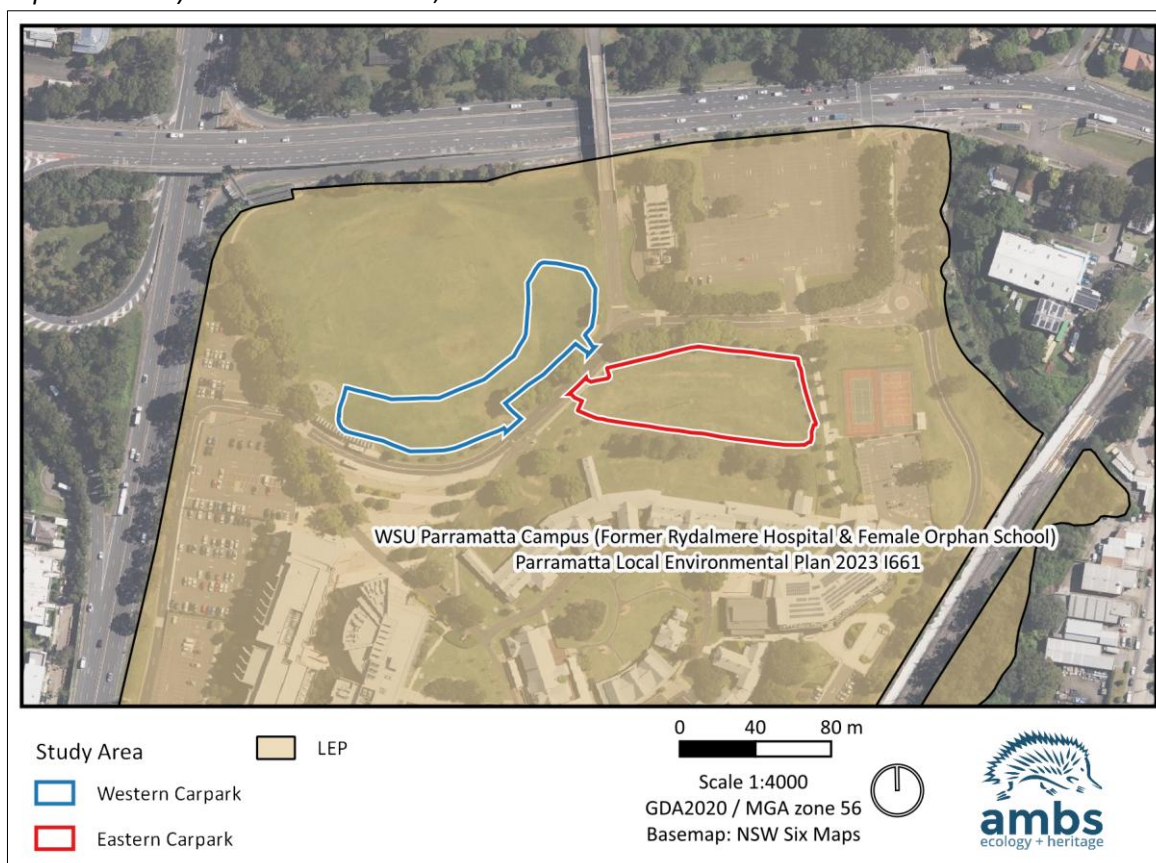 WSU Parramatta Campus (Former Rydalmere Hospital & Female Orphan School)
Parramatta Local Environmental Plan 2023 I661
Study Area
LEP
Western Carpark
Eastern Carpark
0 40 80 m
Scale 1:4000
GDA2020 / MGA zone 56
Basemap: NSW Six Maps
ambs
ecology + heritage